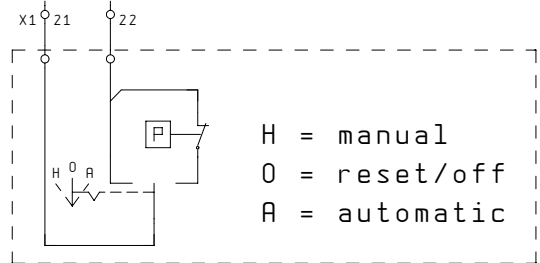 X1 21 22
P
H O A
H = manual
O = reset/off
A = automatic